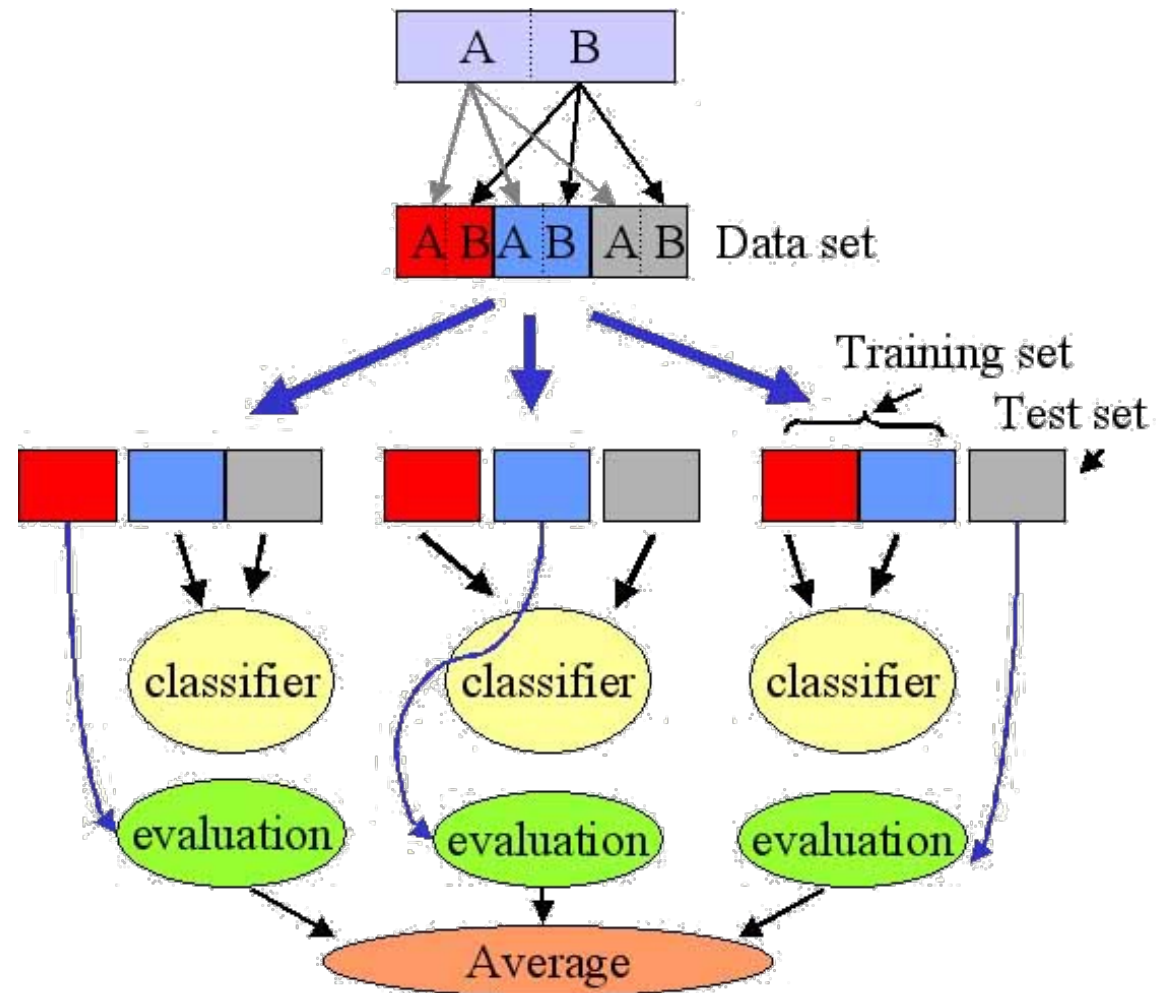 A B
A B A B A B Data set
Training set
Test set
classifier classifier classifier
evaluation evaluation evaluation
Average